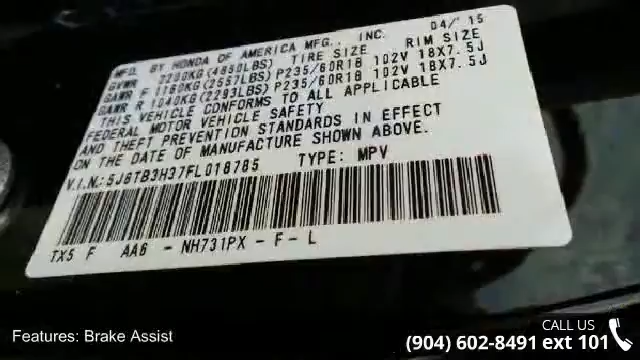 MFD. BY HONDA OF AMERICA MFG., INC. 04/'15
GVMR 2200KG(4850LBS) TIRE SIZE RIM SIZE
GAWR F 1160KG(2557LBS) P235/60R18 102V 18X7.5J
GAWR R 1040KG(2293LBS) P235/60R18 102V 18X7.5J
THIS VEHICLE CONFORMS TO ALL APPLICABLE
FEDERAL MOTOR VEHICLE SAFETY
AND THEFT PREVENTION STANDARDS IN EFFECT
ON THE DATE OF MANUFACTURE SHOWN ABOVE.
V.I.N.:5J8TB3H37FL018785 TYPE: MPV
TX5 F AA6 - NH731PX - F - L
Features: Brake Assist
CALL US
(904) 602-8491 ext 101